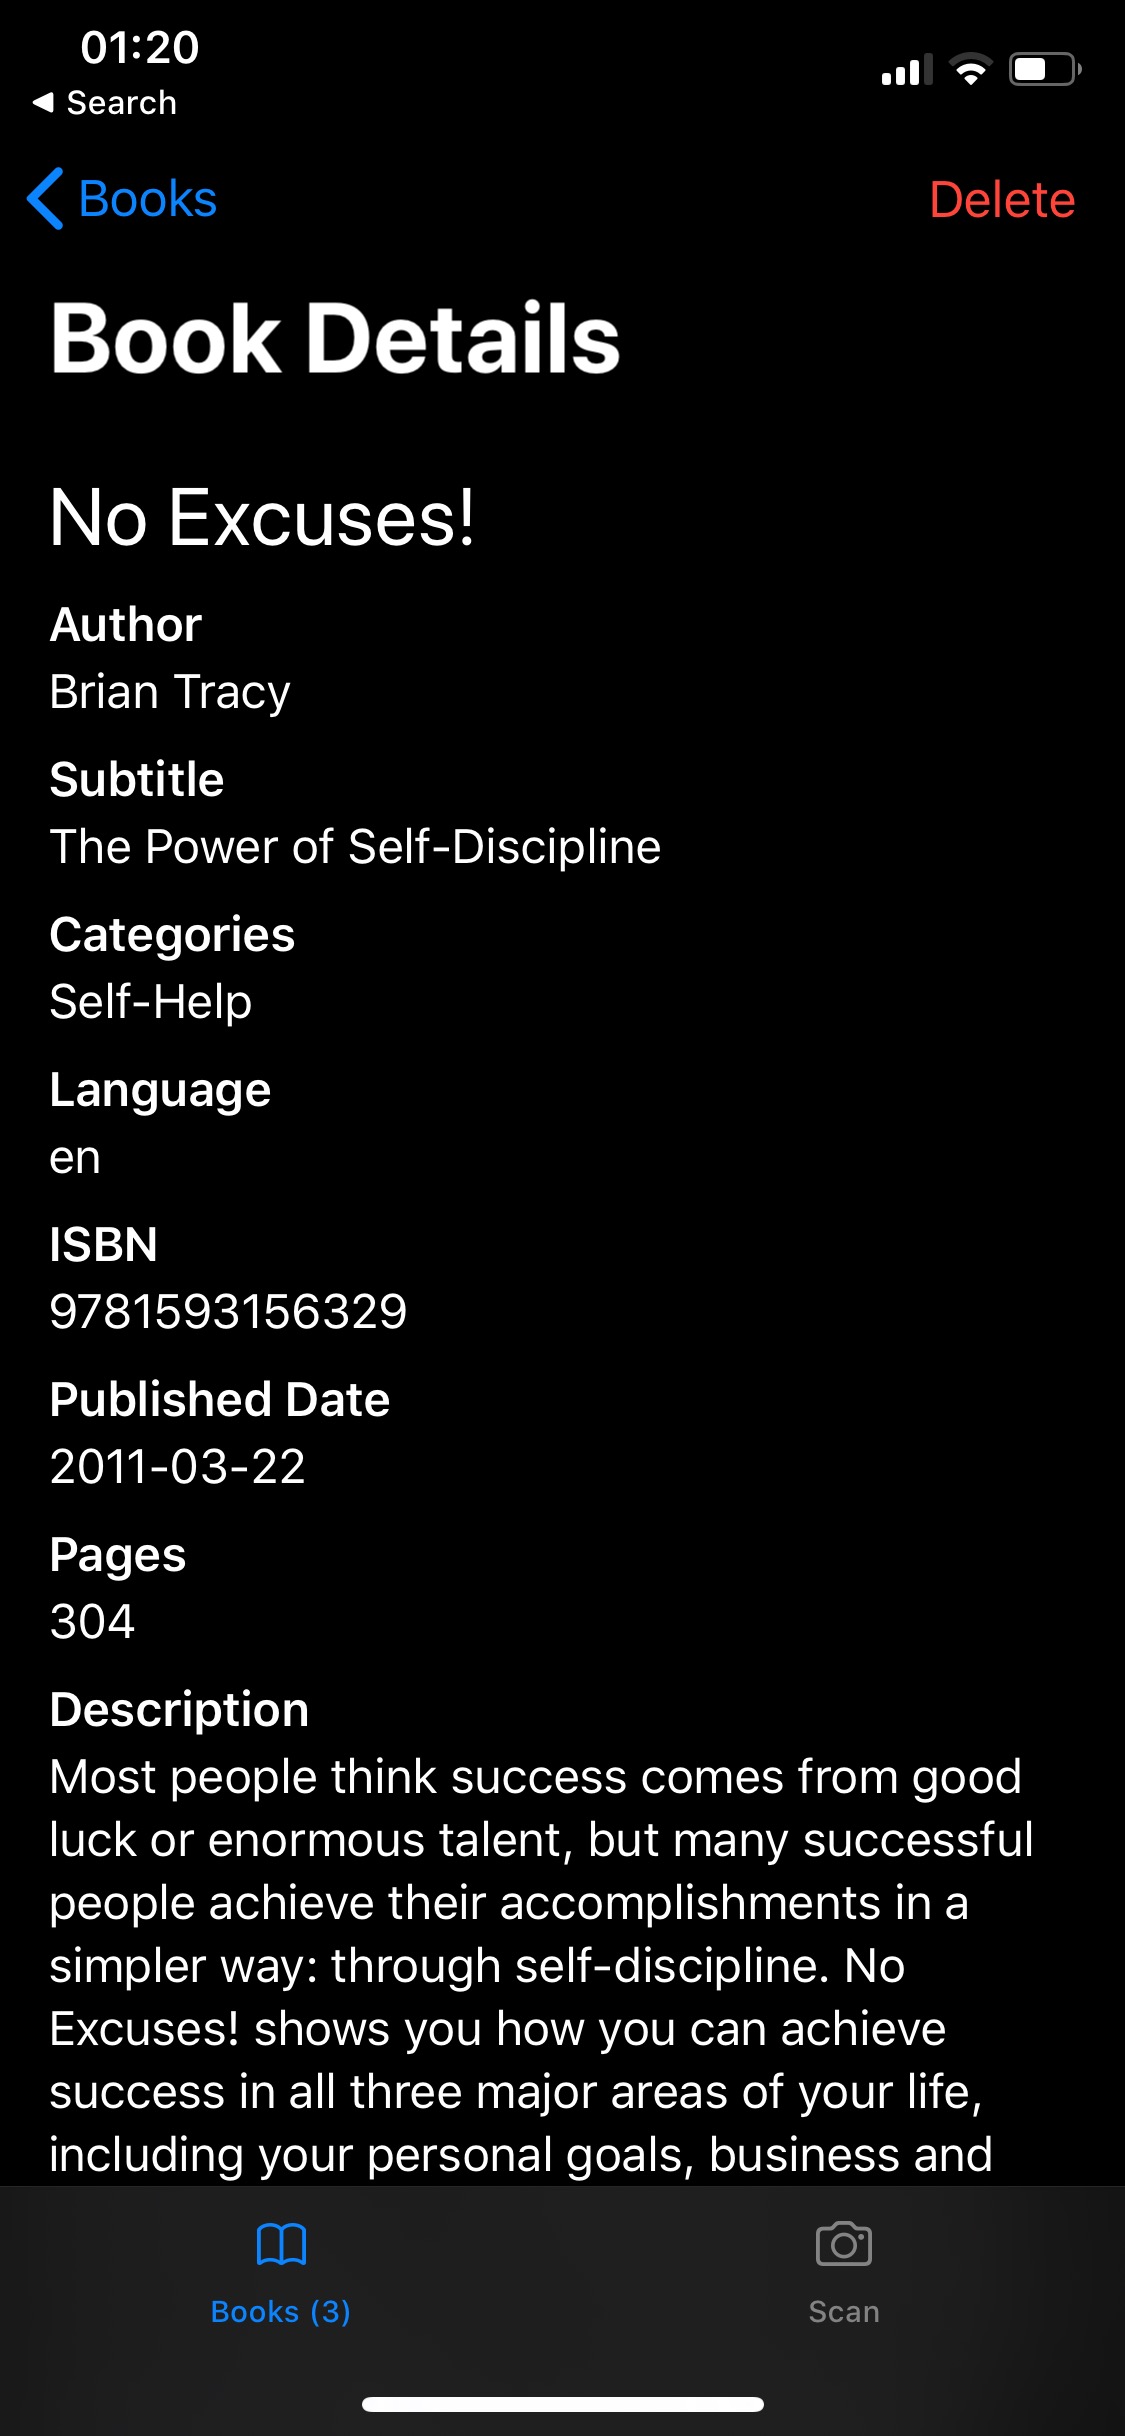 01:20
◀ Search
Books
Delete
Book Details
No Excuses!
Author
Brian Tracy
Subtitle
The Power of Self-Discipline
Categories
Self-Help
Language
en
ISBN
9781593156329
Published Date
2011-03-22
Pages
304
Description
Most people think success comes from good
luck or enormous talent, but many successful
people achieve their accomplishments in a
simpler way: through self-discipline. No
Excuses! shows you how you can achieve
success in all three major areas of your life,
including your personal goals, business and
Books (3)
Scan